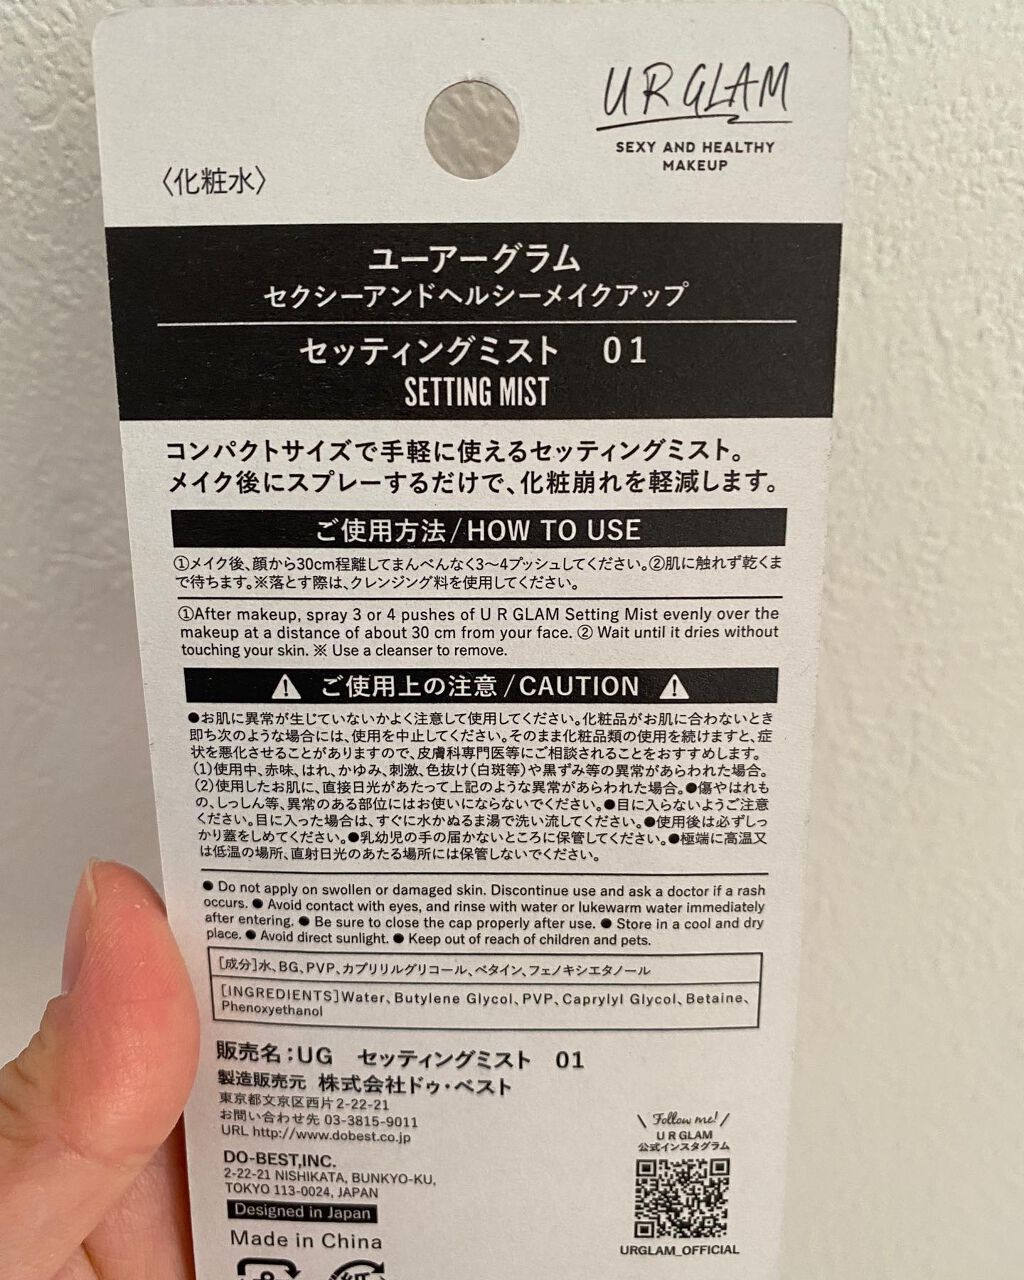 U R GLAM
SEXY AND HEALTHY
MAKEUP
〈化粧水〉
ユーアーグラム
セクシーアンドヘルシーメイクアップ
セッティングミスト 01
SETTING MIST
コンパクトサイズで手軽に使えるセッティングミスト。
メイク後にスプレーするだけで、化粧崩れを軽減します。
ご使用方法/HOW TO USE
①メイク後、顔から30cm程離してまんべんなく3〜4プッシュしてください。②肌に触れず乾くま
で待ちます。※落とす際は、クレンジング料を使用してください。
①After makeup, spray 3 or 4 pushes of U R GLAM Setting Mist evenly over the
makeup at a distance of about 30 cm from your face. ② Wait until it dries without
touching your skin. ※ Use a cleanser to remove.
ご使用上の注意/CAUTION
●お肌に異常が生じていないかよく注意して使用してください。化粧品がお肌に合わないとき
即ち次のような場合には、使用を中止してください。そのまま化粧品類の使用を続けますと、症
状を悪化させることがありますので、皮膚科専門医等にご相談されることをおすすめします。
(1)使用中、赤味、はれ、かゆみ、刺激、色抜け(白斑等)や黒ずみ等の異常があらわれた場合。
(2)使用したお肌に、直接日光があたって上記のような異常があらわれた場合。●傷やはれも
の、しっしん等、異常のある部位にはお使いにならないでください。●目に入らないようご注意
ください。目に入った場合は、すぐに水かぬるま湯で洗い流してください。●使用後は必ずしっ
かり蓋をしめてください。●乳幼児の手の届かないところに保管してください。●極端に高温又
は低温の場所、直射日光のあたる場所には保管しないでください。
● Do not apply on swollen or damaged skin. Discontinue use and ask a doctor if a rash
occurs. ● Avoid contact with eyes, and rinse with water or lukewarm water immediately
after entering. ● Be sure to close the cap properly after use. ● Store in a cool and dry
place. ● Avoid direct sunlight. ● Keep out of reach of children and pets.
[成分]水、BG、PVP、カプリリルグリコール、ベタイン、フェノキシエタノール
[INGREDIENTS]Water、Butylene Glycol、PVP、Caprylyl Glycol、Betaine、
Phenoxyethanol
販売名:UG セッティングミスト 01
製造販売元 株式会社ドゥ・ベスト
東京都文京区西片2-22-21
お問い合わせ先 03-3815-9011
URL http://www.dobest.co.jp
DO-BEST,INC.
2-22-21 NISHIKATA, BUNKYO-KU,
TOKYO 113-0024, JAPAN
Designed in Japan
Made in China
\ Follow me! /
U R GLAM
公式インスタグラム
URGLAM_OFFICIAL